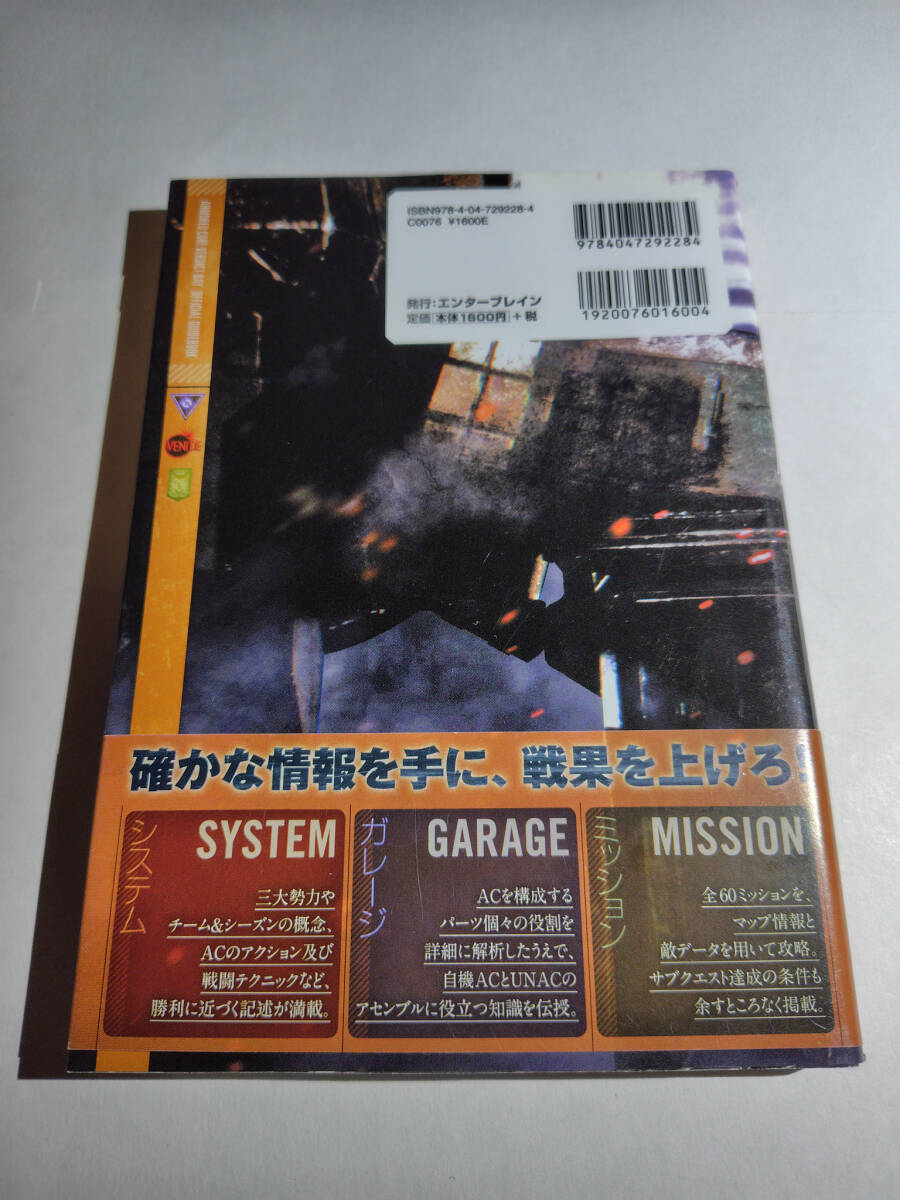 ISBN978-4-04-729228-4
C0076 ¥1600E
9784047292284
発行:エンターブレイン
定価[本体1600円]+税
1920076016004
ARMORED CORE VERDICT DAY OFFICIAL GUIDEBOOK
VENIDE
確かな情報を手に、戦果を上げろ!
システム
SYSTEM
三大勢力や
チーム&シーズンの概念、
ACのアクション及び
戦闘テクニックなど、
勝利に近づく記述が満載。
ガレージ
GARAGE
ACを構成する
パーツ個々の役割を
詳細に解析したうえで、
自機ACとUNACの
アセンブルに役立つ知識を伝授。
ミッション
MISSION
全60ミッションを、
マップ情報と
敵データを用いて攻略。
サブクエスト達成の条件も
余すところなく掲載。